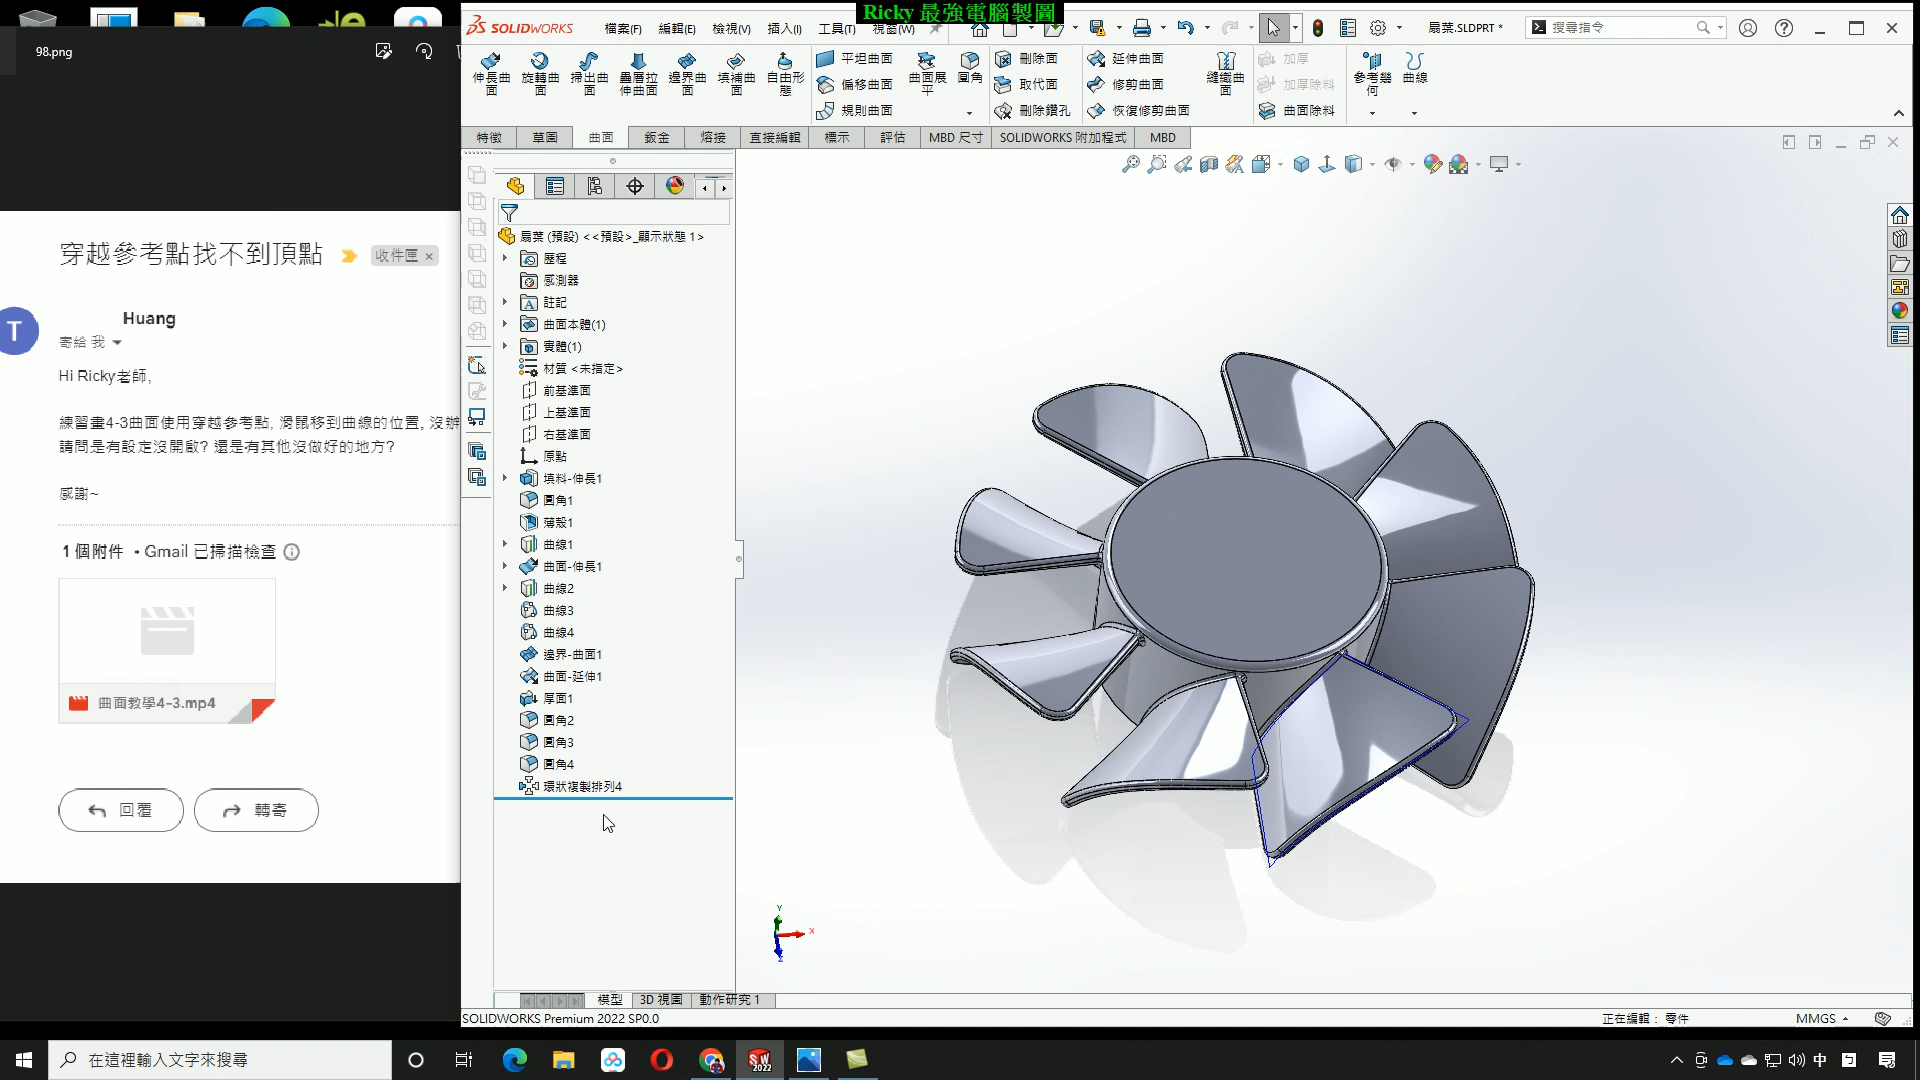 98.png
穿越參考點找不到頂點
收件匣 ×
T
Huang
寄給 我
Hi Ricky老師,
練習畫4-3曲面使用穿越參考點, 滑鼠移到曲線的位置, 沒辦
請問是有設定沒開啟? 還是有其他沒做好的地方?
感謝~
1 個附件 • Gmail 已掃描檢查
曲面教學4-3.mp4
回覆
轉寄
Ricky 最強電腦製圖
SOLIDWORKS
檔案(F) 編輯(E) 檢視(V) 插入(I) 工具(T) 視窗(W)
扇葉.SLDPRT *
搜尋指令
伸長曲面
旋轉曲面
掃出曲面
疊層拉伸曲面
邊界曲面
填補曲面
自由形態
平坦曲面
偏移曲面
規則曲面
曲面展平
圓角
刪除面
取代面
刪除鑽孔
延伸曲面
修剪曲面
恢復修剪曲面
縫織曲面
加厚
加厚除料
曲面除料
參考幾何
曲線
特徵 草圖 曲面 鈑金 熔接 直接編輯 標示 評估 MBD 尺寸 SOLIDWORKS 附加程式 MBD
扇葉 (預設) <<預設>_顯示狀態 1>
歷程
感測器
註記
曲面本體(1)
實體(1)
材質 <未指定>
前基準面
上基準面
右基準面
原點
填料-伸長1
圓角1
薄殼1
曲線1
曲面-伸長1
曲線2
曲線3
曲線4
邊界-曲面1
曲面-延伸1
厚面1
圓角2
圓角3
圓角4
環狀複製排列4
Y
X
Z
模型 3D 視圖 動作研究 1
SOLIDWORKS Premium 2022 SP0.0
正在編輯： 零件
MMGS
在這裡輸入文字來搜尋
SW
2022
中